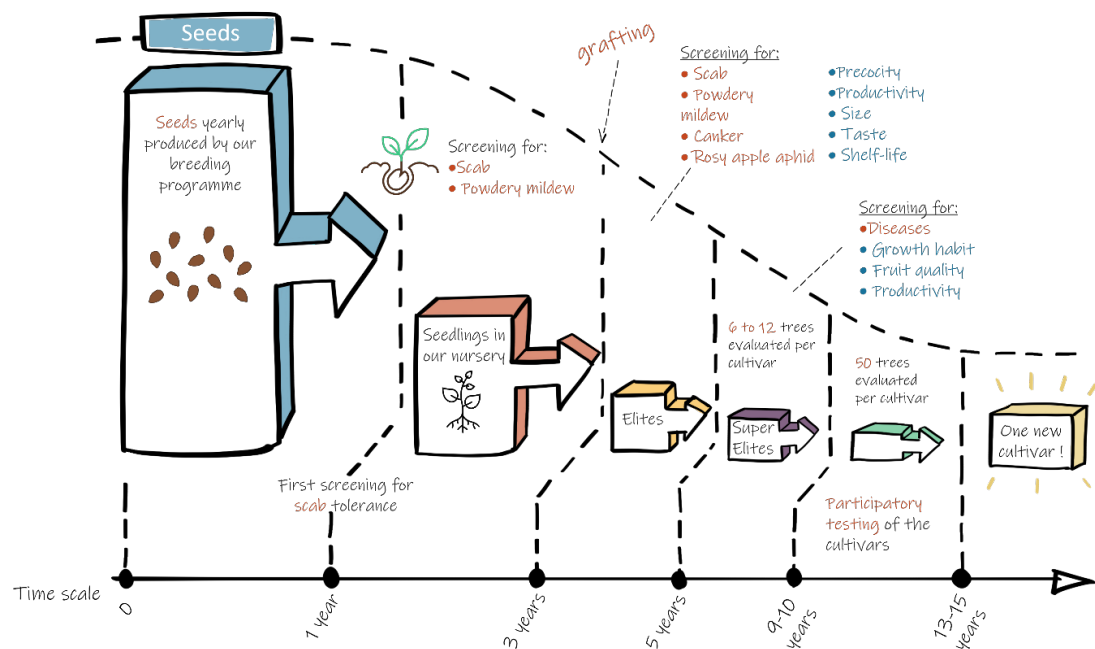 Seeds
Seeds yearly
produced by our
breeding
programme
Screening for:
• Scab
• Powdery mildew
grafting
Screening for:
• Scab
• Powdery
mildew
• Canker
• Rosy apple aphid
• Precocity
• Productivity
• Size
• Taste
• Shelf-life
Screening for:
• Diseases
• Growth habit
• Fruit quality
• Productivity
Seedlings in
our nursery
6 to 12 trees
evaluated per
cultivar
50 trees
evaluated
per cultivar
Elites
Super
Elites
One new
cultivar !
First screening for
scab tolerance
Participatory
testing of the
cultivars
Time scale
0
1 year
3 years
5 years
9-10
years
13-15
years